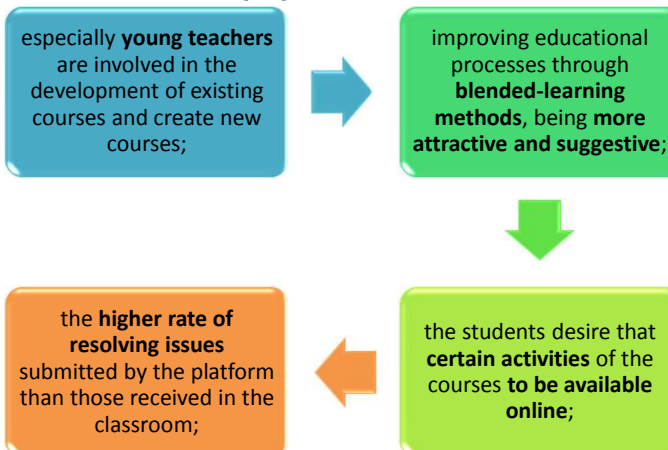 especially young teachers
are involved in the
development of existing
courses and create new
courses;
improving educational
processes through
blended-learning
methods, being more
attractive and suggestive;
the students desire that
certain activities of the
courses to be available
online;
the higher rate of
resolving issues
submitted by the platform
than those received in the
classroom;